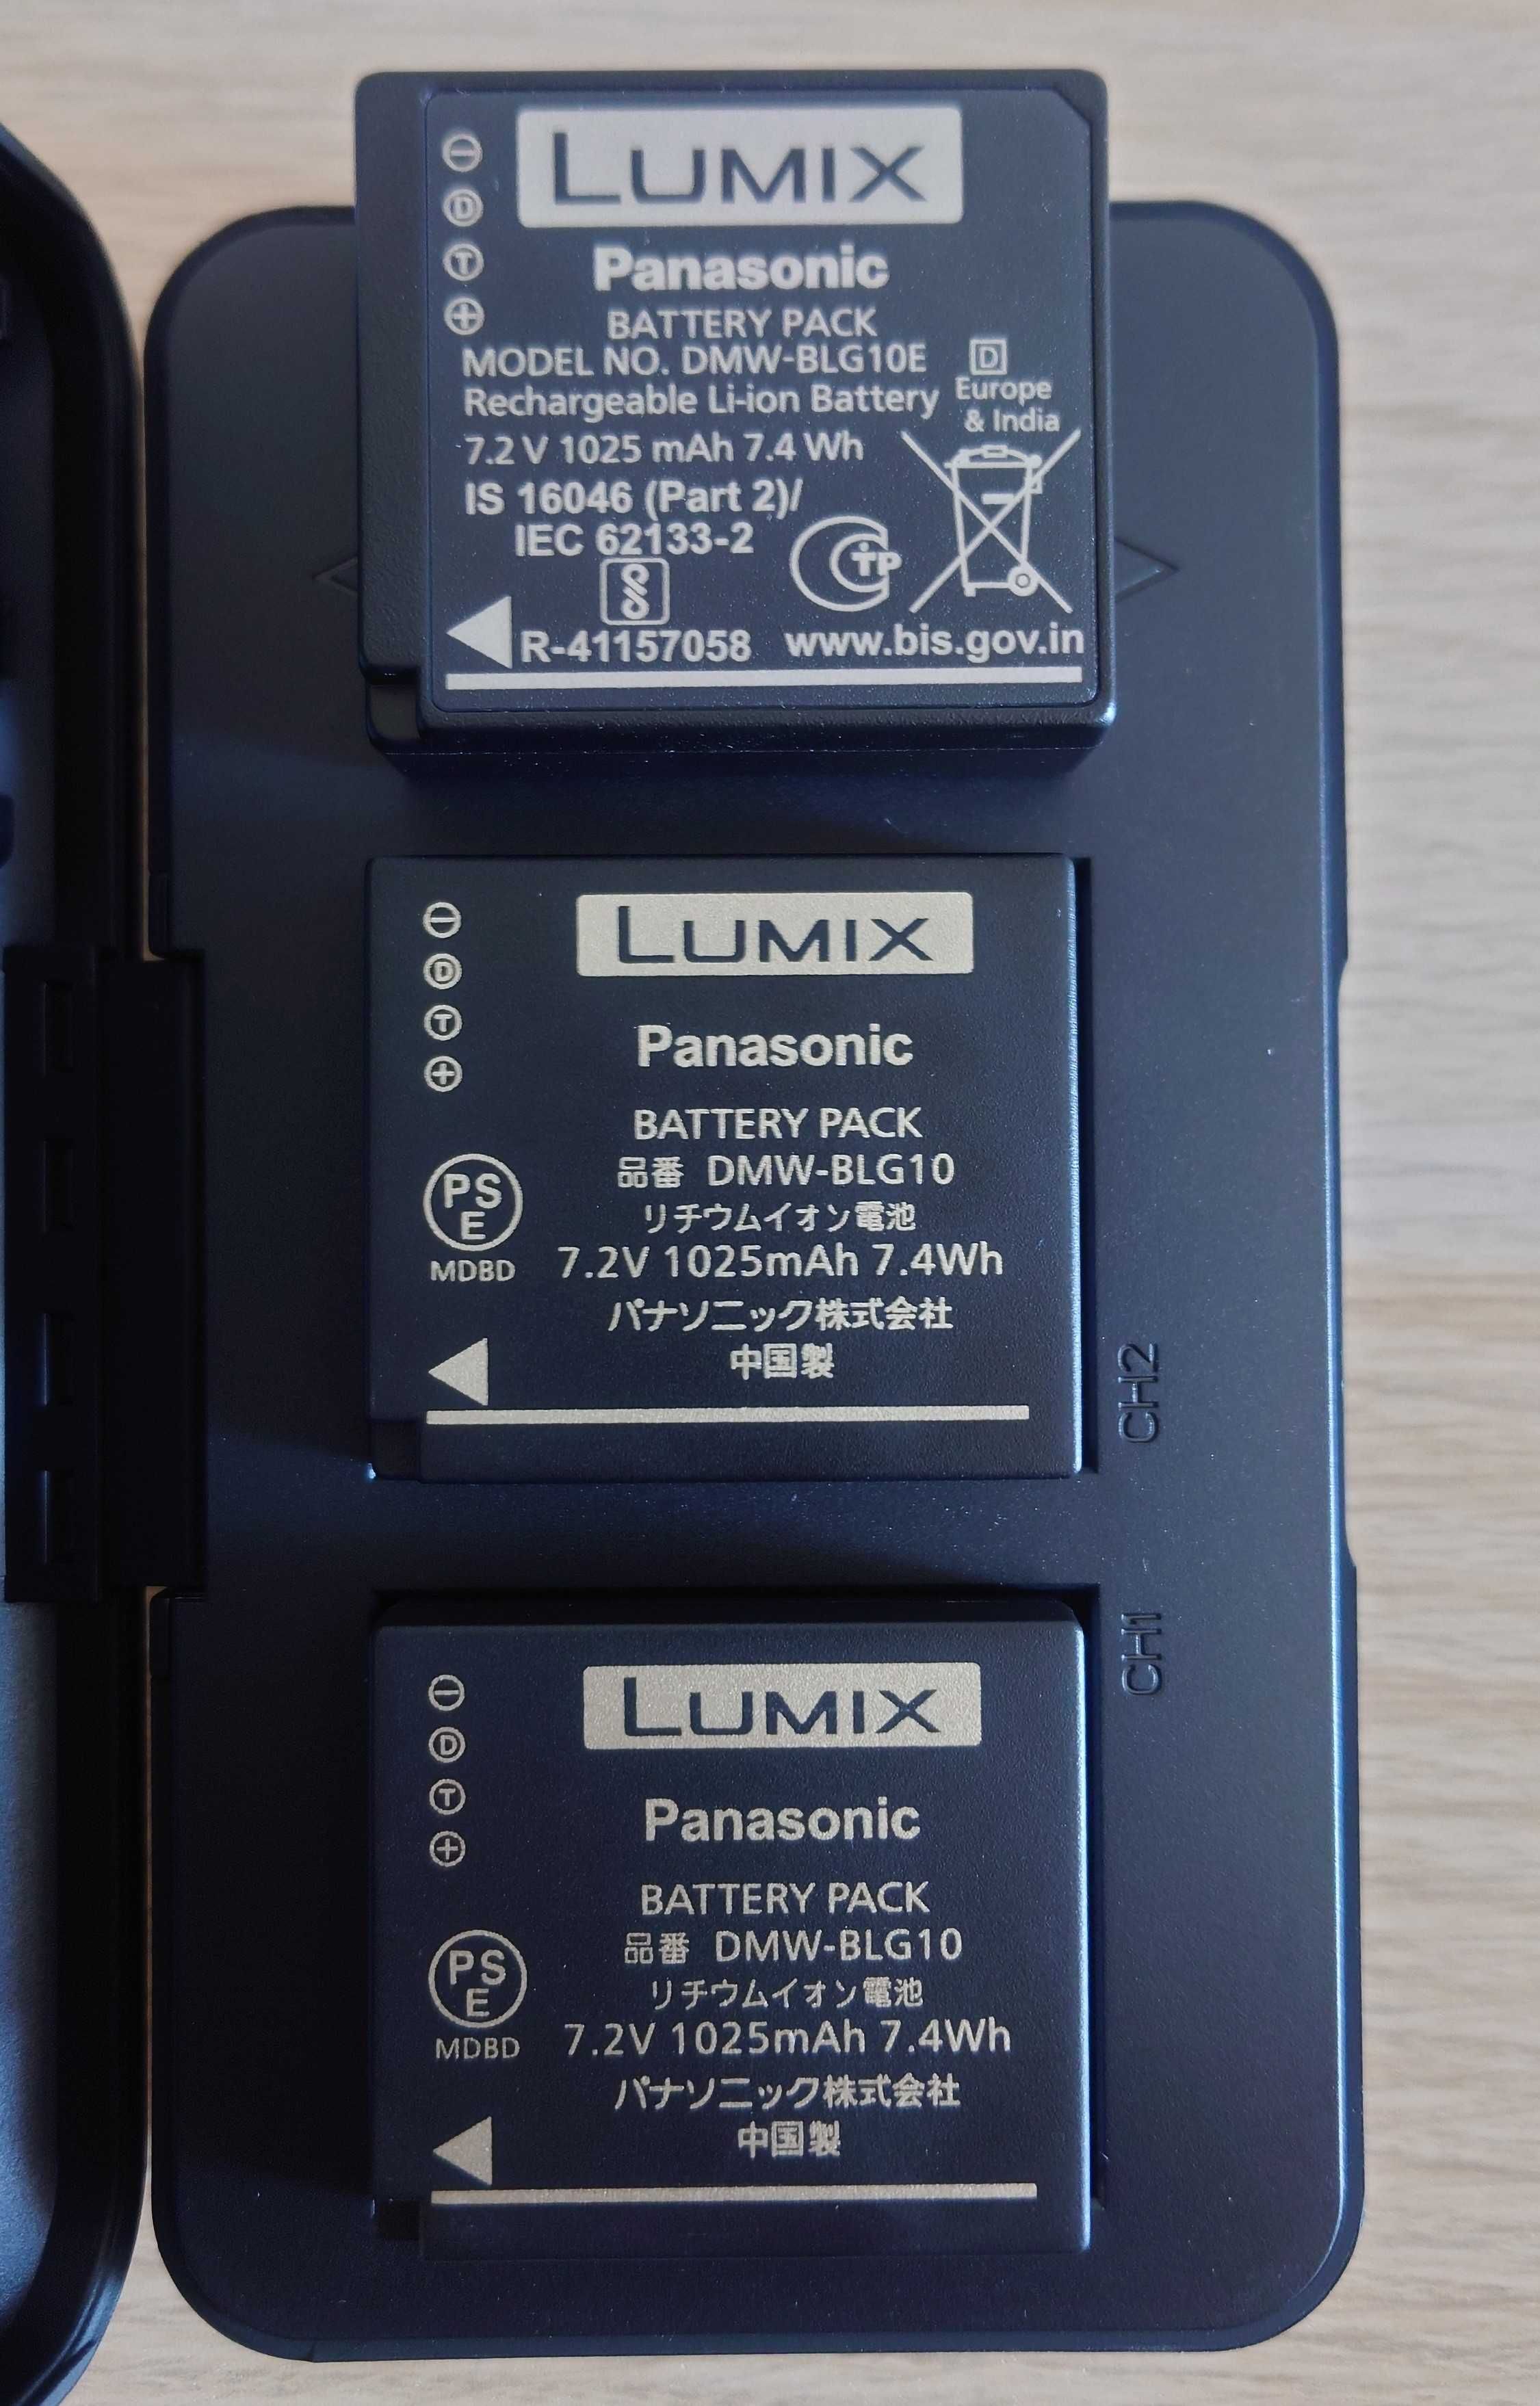 LUMIX
⊖
Ⓓ
Ⓣ
⊕
Panasonic
BATTERY PACK
MODEL NO. DMW-BLG10E
D
Rechargeable Li-ion Battery
Europe
& India
7.2 V 1025 mAh 7.4 Wh
IS 16046 (Part 2)/
IEC 62133-2
TP
R-41157058 www.bis.gov.in
LUMIX
⊖
Ⓓ
Ⓣ
⊕
Panasonic
BATTERY PACK
品番 DMW-BLG10
リチウムイオン電池
PS
E
MDBD
7.2V 1025mAh 7.4Wh
パナソニック株式会社
中国製
CH2
CH1
LUMIX
⊖
Ⓓ
Ⓣ
⊕
Panasonic
BATTERY PACK
品番 DMW-BLG10
リチウムイオン電池
PS
E
MDBD
7.2V 1025mAh 7.4Wh
パナソニック株式会社
中国製